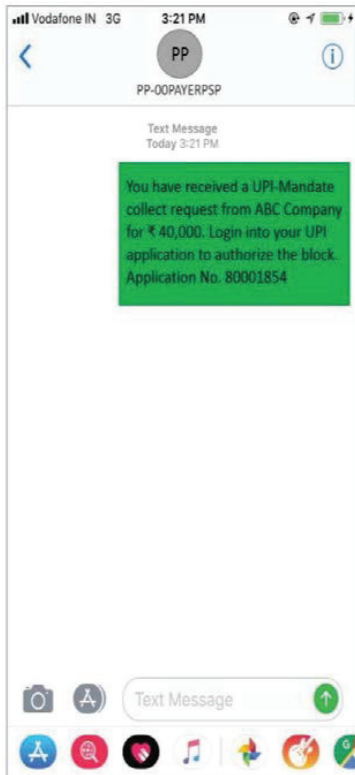 Vodafone IN 3G 3:21 PM
PP
PP-00PAYERPSP
Text Message
Today 3:21 PM
You have received a UPI-Mandate
collect request from ABC Company
for ₹ 40,000. Login into your UPI
application to authorize the block.
Application No. 80001854
Text Message